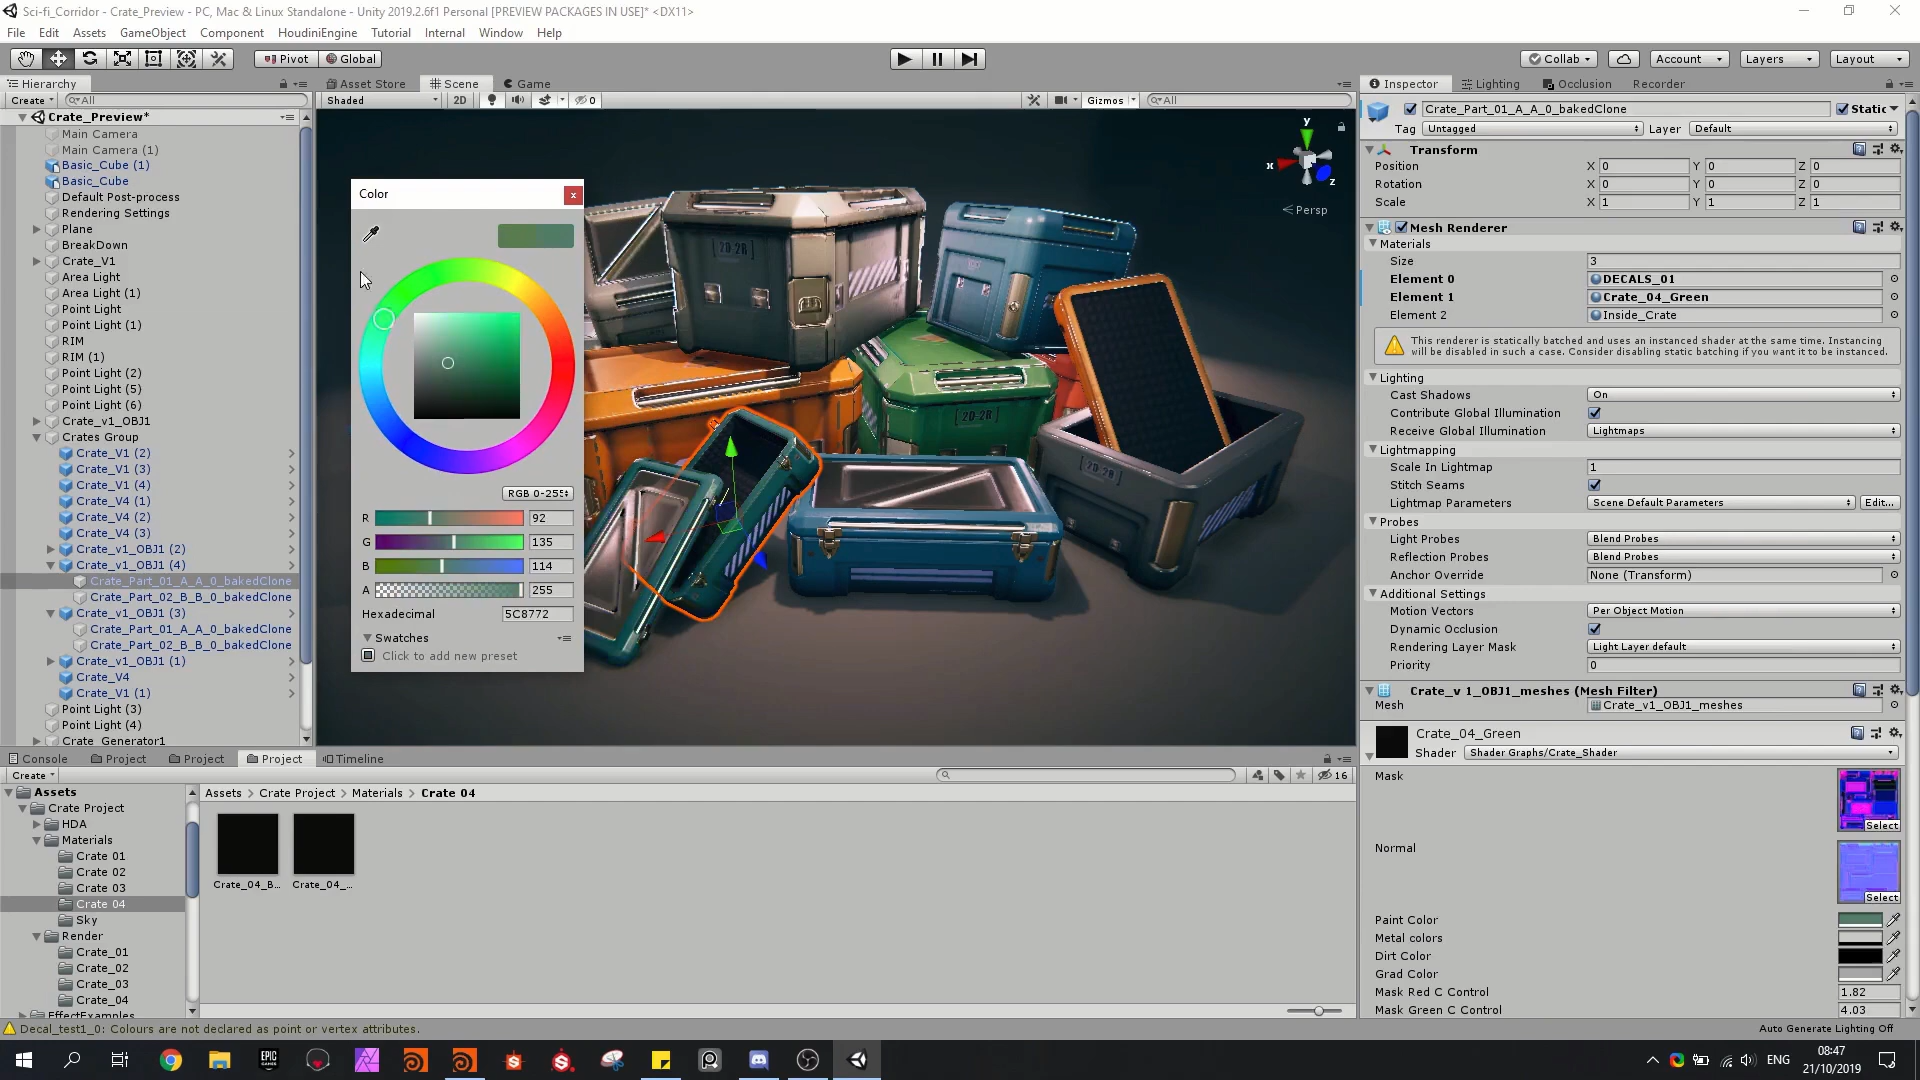 Sci-fi_Corridor - Crate_Preview - PC, Mac & Linux Standalone - Unity 2019.2.6f1 Personal [PREVIEW PACKAGES IN USE]* <DX11>
File Edit Assets GameObject Component HoudiniEngine Tutorial Internal Window Help
Pivot Global Collab Account Layers Layout
Hierarchy
Create All
Crate_Preview*
Main Camera
Main Camera (1)
Basic_Cube (1)
Basic_Cube
Default Post-process
Rendering Settings
Plane
BreakDown
Crate_V1
Area Light
Area Light (1)
Point Light
Point Light (1)
RIM
RIM (1)
Point Light (2)
Point Light (5)
Point Light (6)
Crate_v1_OBJ1
Crates Group
Crate_V1 (2)
Crate_V1 (3)
Crate_V1 (4)
Crate_V4 (1)
Crate_V4 (2)
Crate_V4 (3)
Crate_v1_OBJ1 (2)
Crate_v1_OBJ1 (4)
Crate_Part_01_A_A_0_bakedClone
Crate_Part_02_B_B_0_bakedClone
Crate_v1_OBJ1 (3)
Crate_Part_01_A_A_0_bakedClone
Crate_Part_02_B_B_0_bakedClone
Crate_v1_OBJ1 (1)
Crate_V4
Crate_V1 (1)
Point Light (3)
Point Light (4)
Crate_Generator1
Asset Store Scene Game
Shaded 2D 0 Gizmos All
y
x
z
Persp
2D-2R
2D-2R
2D-2R
Color
RGB 0-255
R 92
G 135
B 114
A 255
Hexadecimal 5C8772
Swatches
Click to add new preset
Inspector Lighting Occlusion Recorder
Crate_Part_01_A_A_0_bakedClone Static
Tag Untagged Layer Default
Transform
Position X 0 Y 0 Z 0
Rotation X 0 Y 0 Z 0
Scale X 1 Y 1 Z 1
Mesh Renderer
Materials
Size 3
Element 0 DECALS_01
Element 1 Crate_04_Green
Element 2 Inside_Crate
This renderer is statically batched and uses an instanced shader at the same time. Instancing
will be disabled in such a case. Consider disabling static batching if you want it to be instanced.
Lighting
Cast Shadows On
Contribute Global Illumination
Receive Global Illumination Lightmaps
Lightmapping
Scale In Lightmap 1
Stitch Seams
Lightmap Parameters Scene Default Parameters Edit...
Probes
Light Probes Blend Probes
Reflection Probes Blend Probes
Anchor Override None (Transform)
Additional Settings
Motion Vectors Per Object Motion
Dynamic Occlusion
Rendering Layer Mask Light Layer default
Priority 0
Crate_v 1_OBJ1_meshes (Mesh Filter)
Mesh Crate_v1_OBJ1_meshes
Crate_04_Green
Shader Shader Graphs/Crate_Shader
Mask
Select
Normal
Select
Paint Color
Metal colors
Dirt Color
Grad Color
Mask Red C Control 1.82
Mask Green C Control 4.03
Console Project Project Project Timeline
Create 16
Assets
Crate Project
HDA
Materials
Crate 01
Crate 02
Crate 03
Crate 04
Sky
Render
Crate_01
Crate_02
Crate_03
Crate_04
EffectExamples
Assets > Crate Project > Materials > Crate 04
Crate_04_B... Crate_04_...
Decal_test1_0: Colours are not declared as point or vertex attributes.
Auto Generate Lighting Off
EPIC GAMES
ENG
08:47
21/10/2019